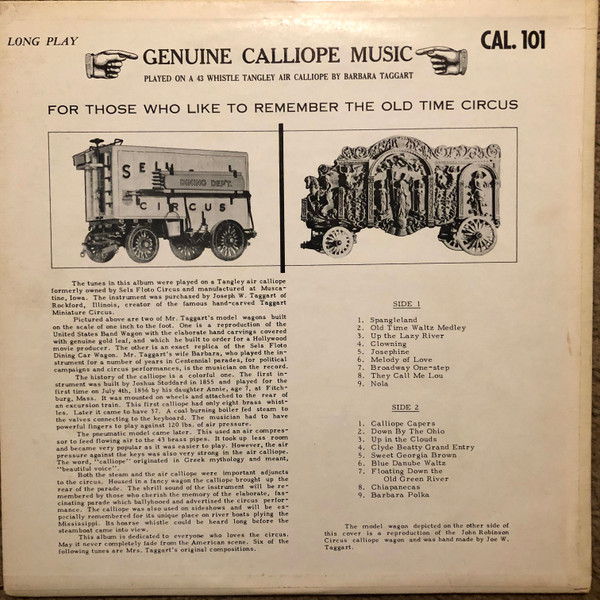 LONG PLAY
CAL. 101
GENUINE CALLIOPE MUSIC
PLAYED ON A 43 WHISTLE TANGLEY AIR CALLIOPE BY BARBARA TAGGART
FOR THOSE WHO LIKE TO REMEMBER THE OLD TIME CIRCUS
DINING DEPT.
CIRCUS
The tunes in this album were played on a Tangley air calliope
formerly owned by Sels Floto Circus and manufactured at Musca-
tine, Iowa. The instrument was purchased by Joseph W. Taggart of
Rockford, Illinois, creator of the famous hand-carved Taggart
Miniature Circus.
Pictured above are two of Mr. Taggart's model wagons built
on the scale of one inch to the foot. One is a reproduction of the
United States Band Wagon with the elaborate hand carvings covered
with genuine gold leaf, and which he built to order for a Hollywood
movie producer. The other is an exact replica of the Sels Floto
Dining Car Wagon. Mr. Taggart's wife Barbara, who played the in-
strument for a number of years in Centennial parades, for political
campaigns and circus performances, is the musician on the record.
The history of the calliope is a colorful one. The first in-
strument was built by Joshua Stoddard in 1855 and played for the
first time on July 4th, 1856 by his daughter Annie, age 7, at Fitch-
burg, Mass. It was mounted on wheels and attached to the rear of
an excursion train. This first calliope had only eight brass whist-
les. Later it came to have 37. A coal burning boiler fed steam to
the valves connecting to the keyboard. The musician had to have
powerful fingers to play against 120 lbs. of air pressure.
The pneumatic model came later. This used an air compres-
sor to feed flowing air to the 43 brass pipes. It took up less room
and became very popular as it was easier to play. However, the air
pressure against the keys was also very strong in the air calliope.
The word, "calliope" originated in Greek mythology and meant,
"beautiful voice".
Both the steam and the air calliope were important adjuncts
to the circus. Housed in a fancy wagon the calliope brought up the
rear of the parade. The shrill sound of the instrument will be re-
membered by those who cherish the memory of the elaborate, fas-
cinating parade which ballyhooed and advertised the circus perfor-
mance. The calliope was also used on sideshows and will be es-
pecially remembered for its unique place on river boats plying the
Mississippi. Its hoarse whistle could be heard long before the
steamboat came into view.
This album is dedicated to everyone who loves the circus.
May it never completely fade from the American scene. Six of the
following tunes are Mrs. Taggart's original compositions.
SIDE 1
1. Spangleland
2. Old Time Waltz Medley
3. Up the Lazy River
4. Clowning
5. Josephine
6. Melody of Love
7. Broadway One-step
8. They Call Me Lou
9. Nola
SIDE 2
1. Calliope Capers
2. Down By The Ohio
3. Up in the Clouds
4. Clyde Beatty Grand Entry
5. Sweet Georgia Brown
6. Blue Danube Waltz
7. Floating Down the
Old Green River
8. Chiapanecas
9. Barbara Polka
The model wagon depicted on the other side of
this cover is a reproduction of the John Robinson
Circus calliope wagon and was hand made by Joe W.
Taggart.